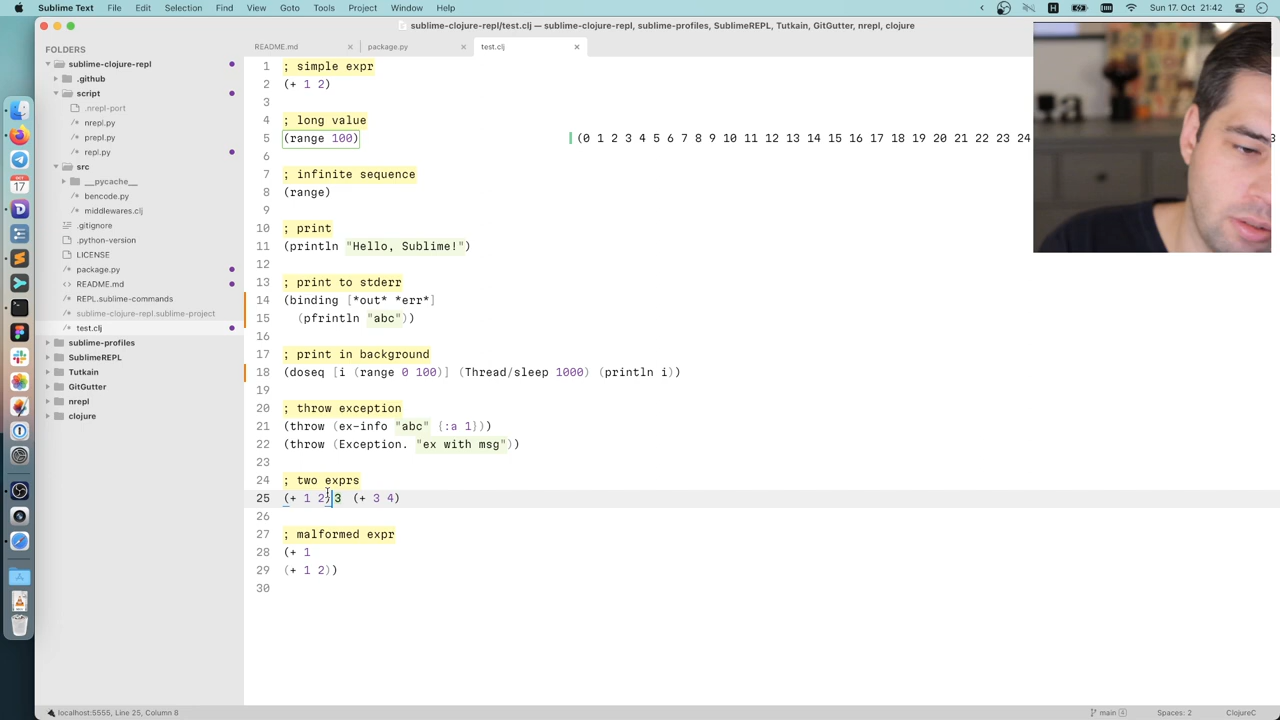 Sublime Text File Edit Selection Find View Goto Tools Project Window Help
Sun 17. Oct 21:42
sublime-clojure-repl/test.clj — sublime-clojure-repl, sublime-profiles, SublimeREPL, Tutkain, GitGutter, nrepl, clojure
FOLDERS
sublime-clojure-repl
.github
script
.nrepl-port
nrepl.py
prepl.py
repl.py
src
__pycache__
bencode.py
middlewares.clj
.gitignore
.python-version
LICENSE
package.py
README.md
REPL.sublime-commands
sublime-clojure-repl.sublime-project
test.clj
sublime-profiles
SublimeREPL
Tutkain
GitGutter
nrepl
clojure
README.md package.py test.clj
1 ; simple expr
2 (+ 1 2)
3
4 ; long value
5 (range 100) (0 1 2 3 4 5 6 7 8 9 10 11 12 13 14 15 16 17 18 19 20 21 22 23 24
6
7 ; infinite sequence
8 (range)
9
10 ; print
11 (println "Hello, Sublime!")
12
13 ; print to stderr
14 (binding [*out* *err*]
15 (pfrintln "abc"))
16
17 ; print in background
18 (doseq [i (range 0 100)] (Thread/sleep 1000) (println i))
19
20 ; throw exception
21 (throw (ex-info "abc" {:a 1}))
22 (throw (Exception. "ex with msg"))
23
24 ; two exprs
25 (+ 1 2) 3 (+ 3 4)
26
27 ; malformed expr
28 (+ 1
29 (+ 1 2))
30
localhost:5555, Line 25, Column 8 main 4 Spaces: 2 ClojureC